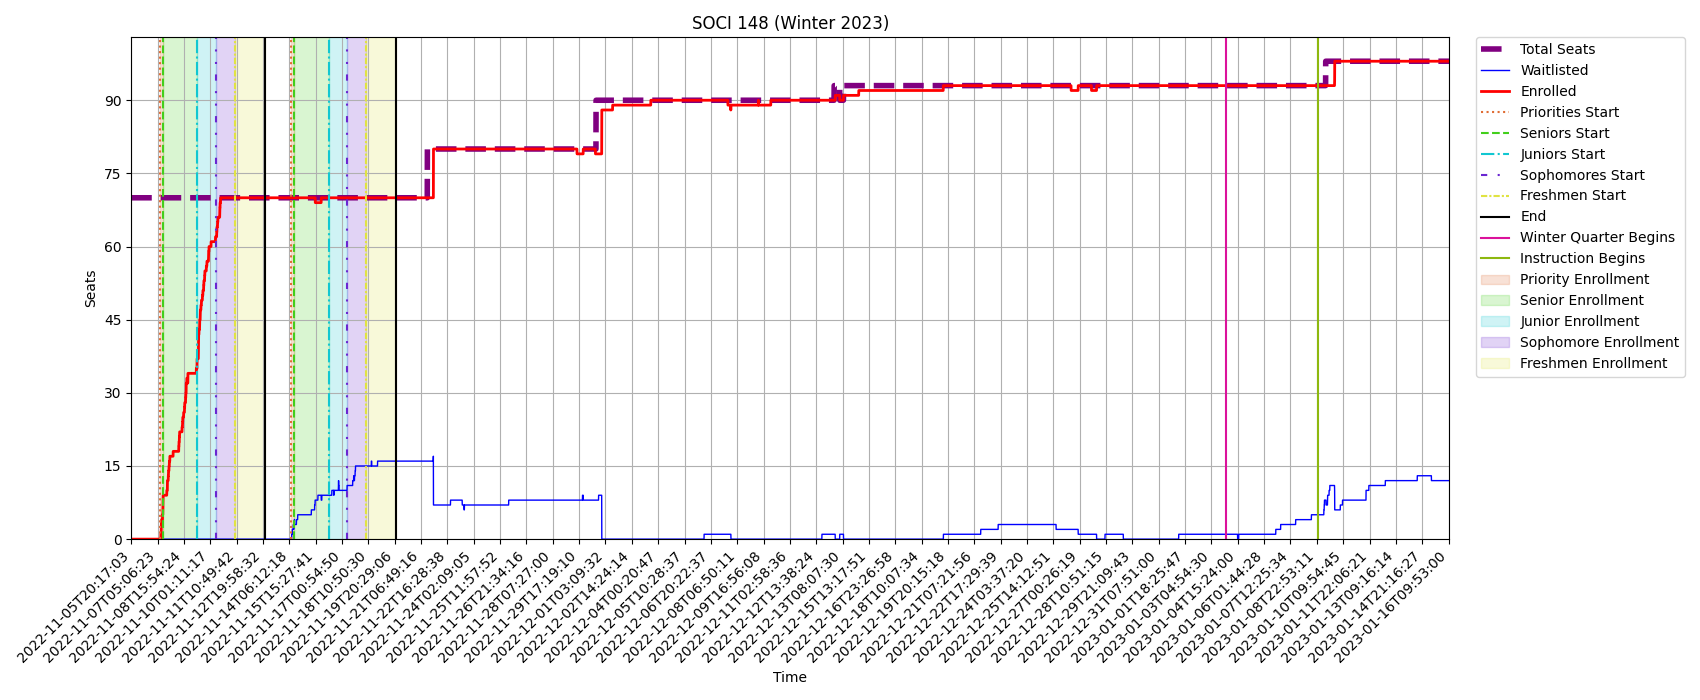 SOCI 148 (Winter 2023)
Seats
90
75
60
45
30
15
0
2022-11-05T20:17:03
2022-11-07T05:06:23
2022-11-08T15:54:24
2022-11-10T01:11:17
2022-11-11T10:49:42
2022-11-12T19:58:32
2022-11-14T06:12:18
2022-11-15T15:27:41
2022-11-17T00:54:50
2022-11-18T10:50:30
2022-11-19T20:29:06
2022-11-21T06:49:16
2022-11-22T16:28:38
2022-11-24T02:09:05
2022-11-25T11:57:52
2022-11-26T21:34:16
2022-11-28T07:27:00
2022-11-29T17:19:10
2022-12-01T03:09:32
2022-12-02T14:24:14
2022-12-04T00:20:47
2022-12-05T10:28:37
2022-12-06T20:22:37
2022-12-08T06:50:11
2022-12-09T16:56:08
2022-12-11T02:58:36
2022-12-12T13:38:24
2022-12-13T08:07:30
2022-12-15T13:17:51
2022-12-16T23:26:58
2022-12-18T10:07:34
2022-12-19T20:15:18
2022-12-21T07:21:56
2022-12-22T17:29:39
2022-12-24T03:37:20
2022-12-25T14:12:51
2022-12-27T00:26:19
2022-12-28T10:51:15
2022-12-29T21:09:43
2022-12-31T07:51:00
2023-01-01T18:25:47
2023-01-03T04:54:30
2023-01-04T15:24:00
2023-01-06T01:44:28
2023-01-07T12:25:34
2023-01-08T22:53:11
2023-01-10T09:54:45
2023-01-11T22:06:21
2023-01-13T09:16:14
2023-01-14T21:16:27
2023-01-16T09:53:00
Time
Total Seats
Waitlisted
Enrolled
Priorities Start
Seniors Start
Juniors Start
Sophomores Start
Freshmen Start
End
Winter Quarter Begins
Instruction Begins
Priority Enrollment
Senior Enrollment
Junior Enrollment
Sophomore Enrollment
Freshmen Enrollment